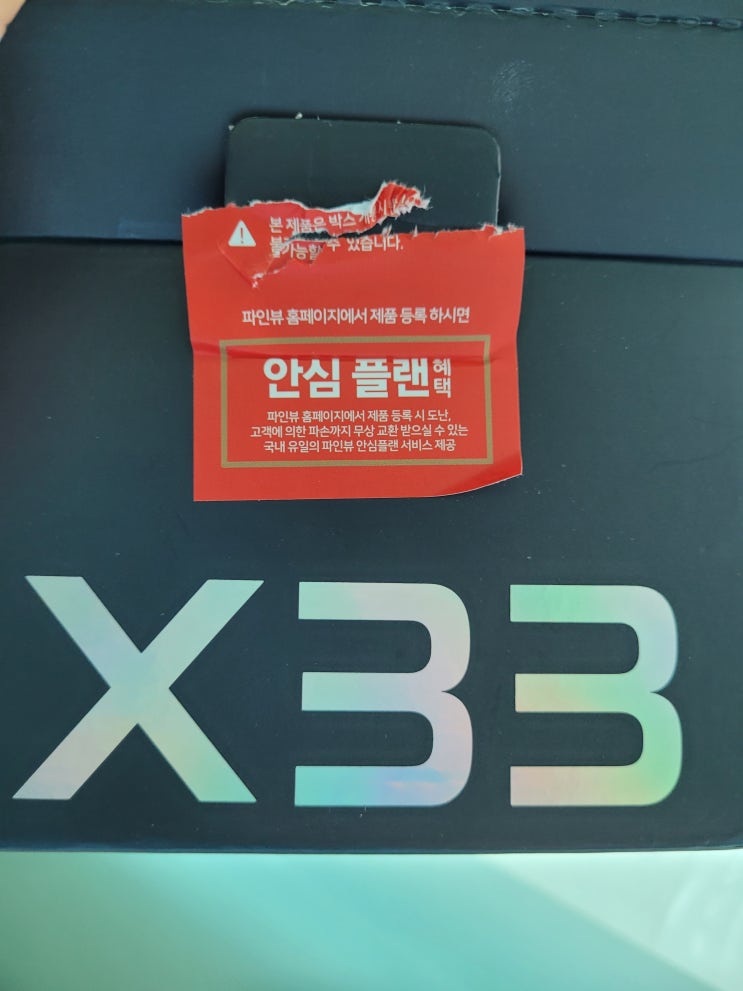 본 제품은 박스 개
불가능할 수 있습니다.
파인뷰 홈페이지에서 제품 등록 하시면
안심 플랜 혜택
파인뷰 홈페이지에서 제품 등록 시 도난,
고객에 의한 파손까지 무상 교환 받으실 수 있는
국내 유일의 파인뷰 안심플랜 서비스 제공
X33